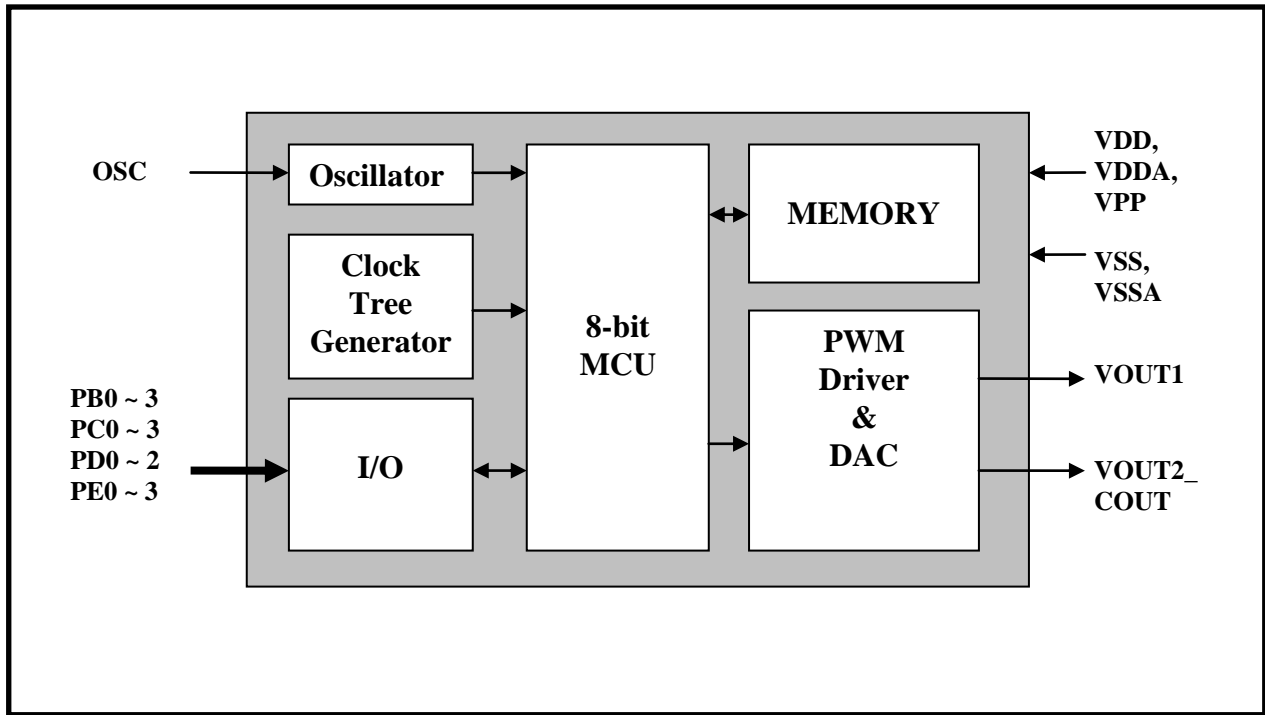 OSC
PB0 ~ 3
PC0 ~ 3
PD0 ~ 2
PE0 ~ 3
Oscillator
Clock
Tree
Generator
I/O
8-bit
MCU
MEMORY
PWM
Driver
&
DAC
VDD,
VDDA,
VPP
VSS,
VSSA
VOUT1
VOUT2_
COUT